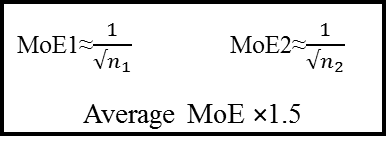 MoE1≈1/√n₁ MoE2≈1/√n₂
Average MoE ×1.5